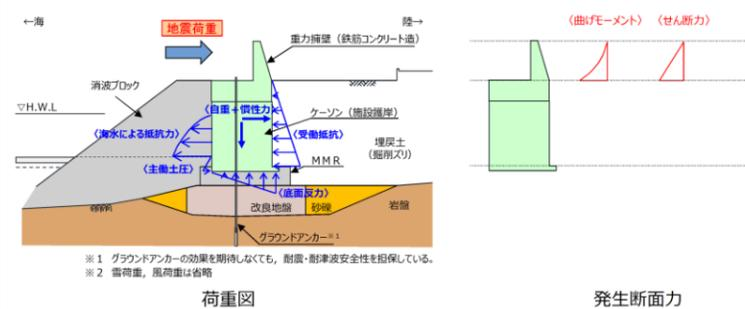 ←海
地震荷重
陸→
重力擁壁（鉄筋コンクリート造）
消波ブロック
▽H.W.L
〈自重＋慣性力〉
ケーソン（施設護岸）
〈海水による抵抗力〉
〈受働抵抗〉
埋戻土
（掘削ズリ）
〈主働土圧〉
MMR
〈底面反力〉
改良地盤
砂礫
岩盤
グラウンドアンカー※1
※1 グラウンドアンカーの効果を期待しなくても，耐震・耐津波安全性を担保している。
※2 雪荷重，風荷重は省略
荷重図
〈曲げモーメント〉
〈せん断力〉
発生断面力